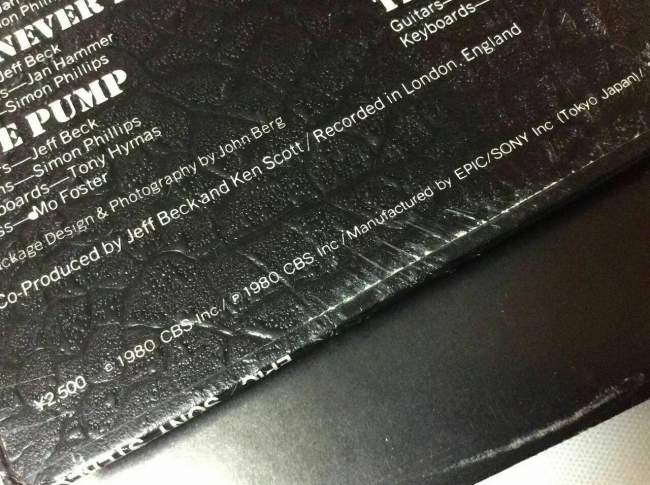 NEVER
Jeff Beck
Jan Hammer
Simon Phillips
E PUMP
Jeff Beck
Simon Phillips
boards—Tony Hymas
Mo Foster
Guitars—
Keyboards—
ckage Design & Photography by John Berg
Co-Produced by Jeff Beck and Ken Scott / Recorded in London, England
¥2,500 © 1980 CBS Inc. / ℗ 1980 CBS Inc / Manufactured by EPIC/SONY Inc. (Tokyo Japan)/